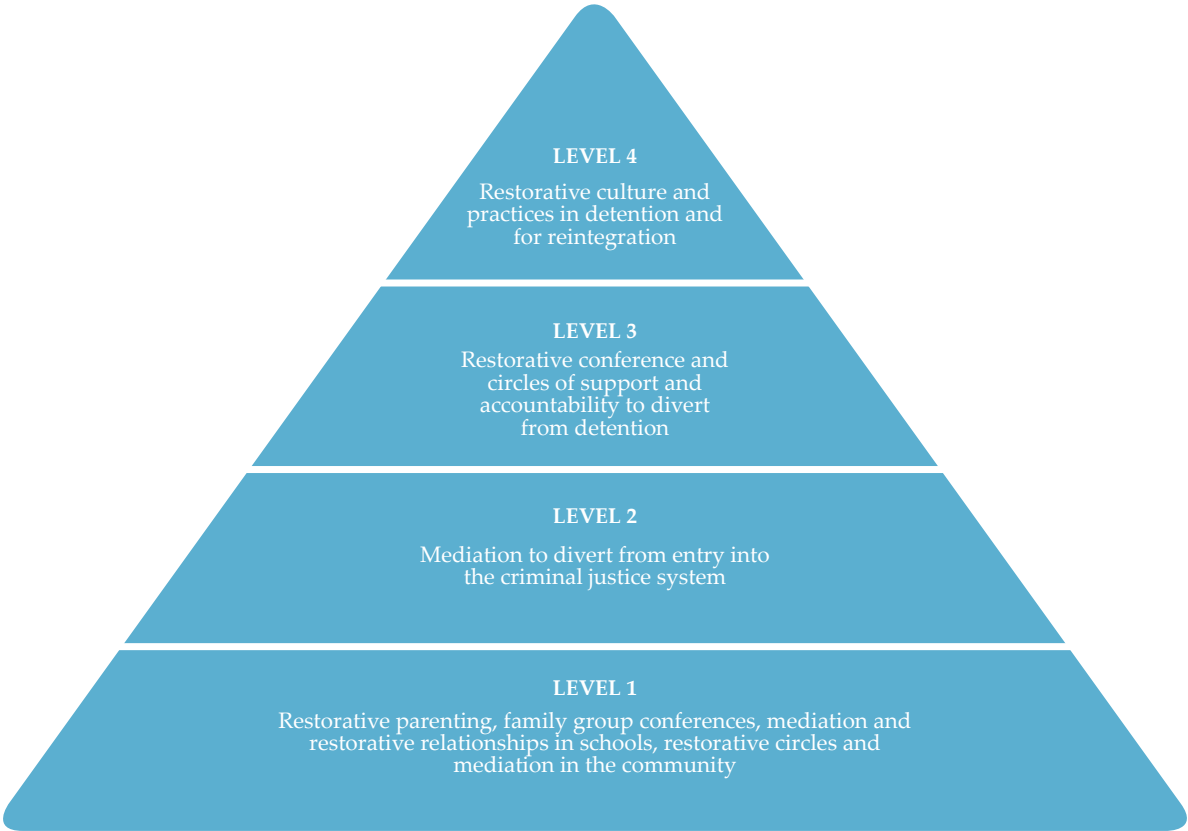 LEVEL 4
Restorative culture and
practices in detention and
for reintegration
LEVEL 3
Restorative conference and
circles of support and
accountability to divert
from detention
LEVEL 2
Mediation to divert from entry into
the criminal justice system
LEVEL 1
Restorative parenting, family group conferences, mediation and
restorative relationships in schools, restorative circles and
mediation in the community